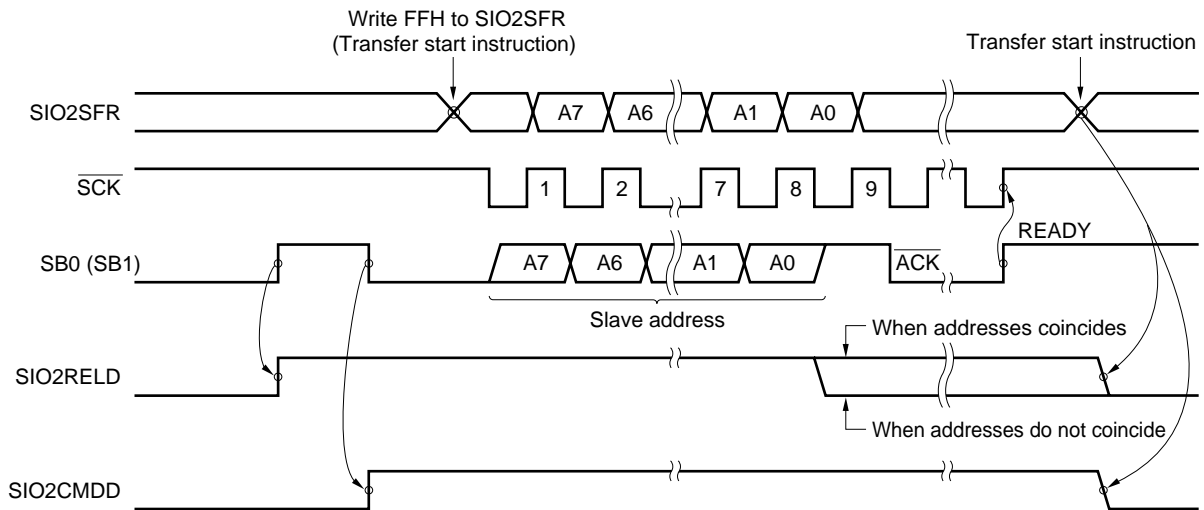 Write FFH to SIO2SFR
(Transfer start instruction)
Transfer start instruction
SIO2SFR
A7 A6 A1 A0
SCK
1 2 7 8 9
READY
SB0 (SB1)
A7 A6 A1 A0 ACK
Slave address
When addresses coincides
SIO2RELD
When addresses do not coincide
SIO2CMDD